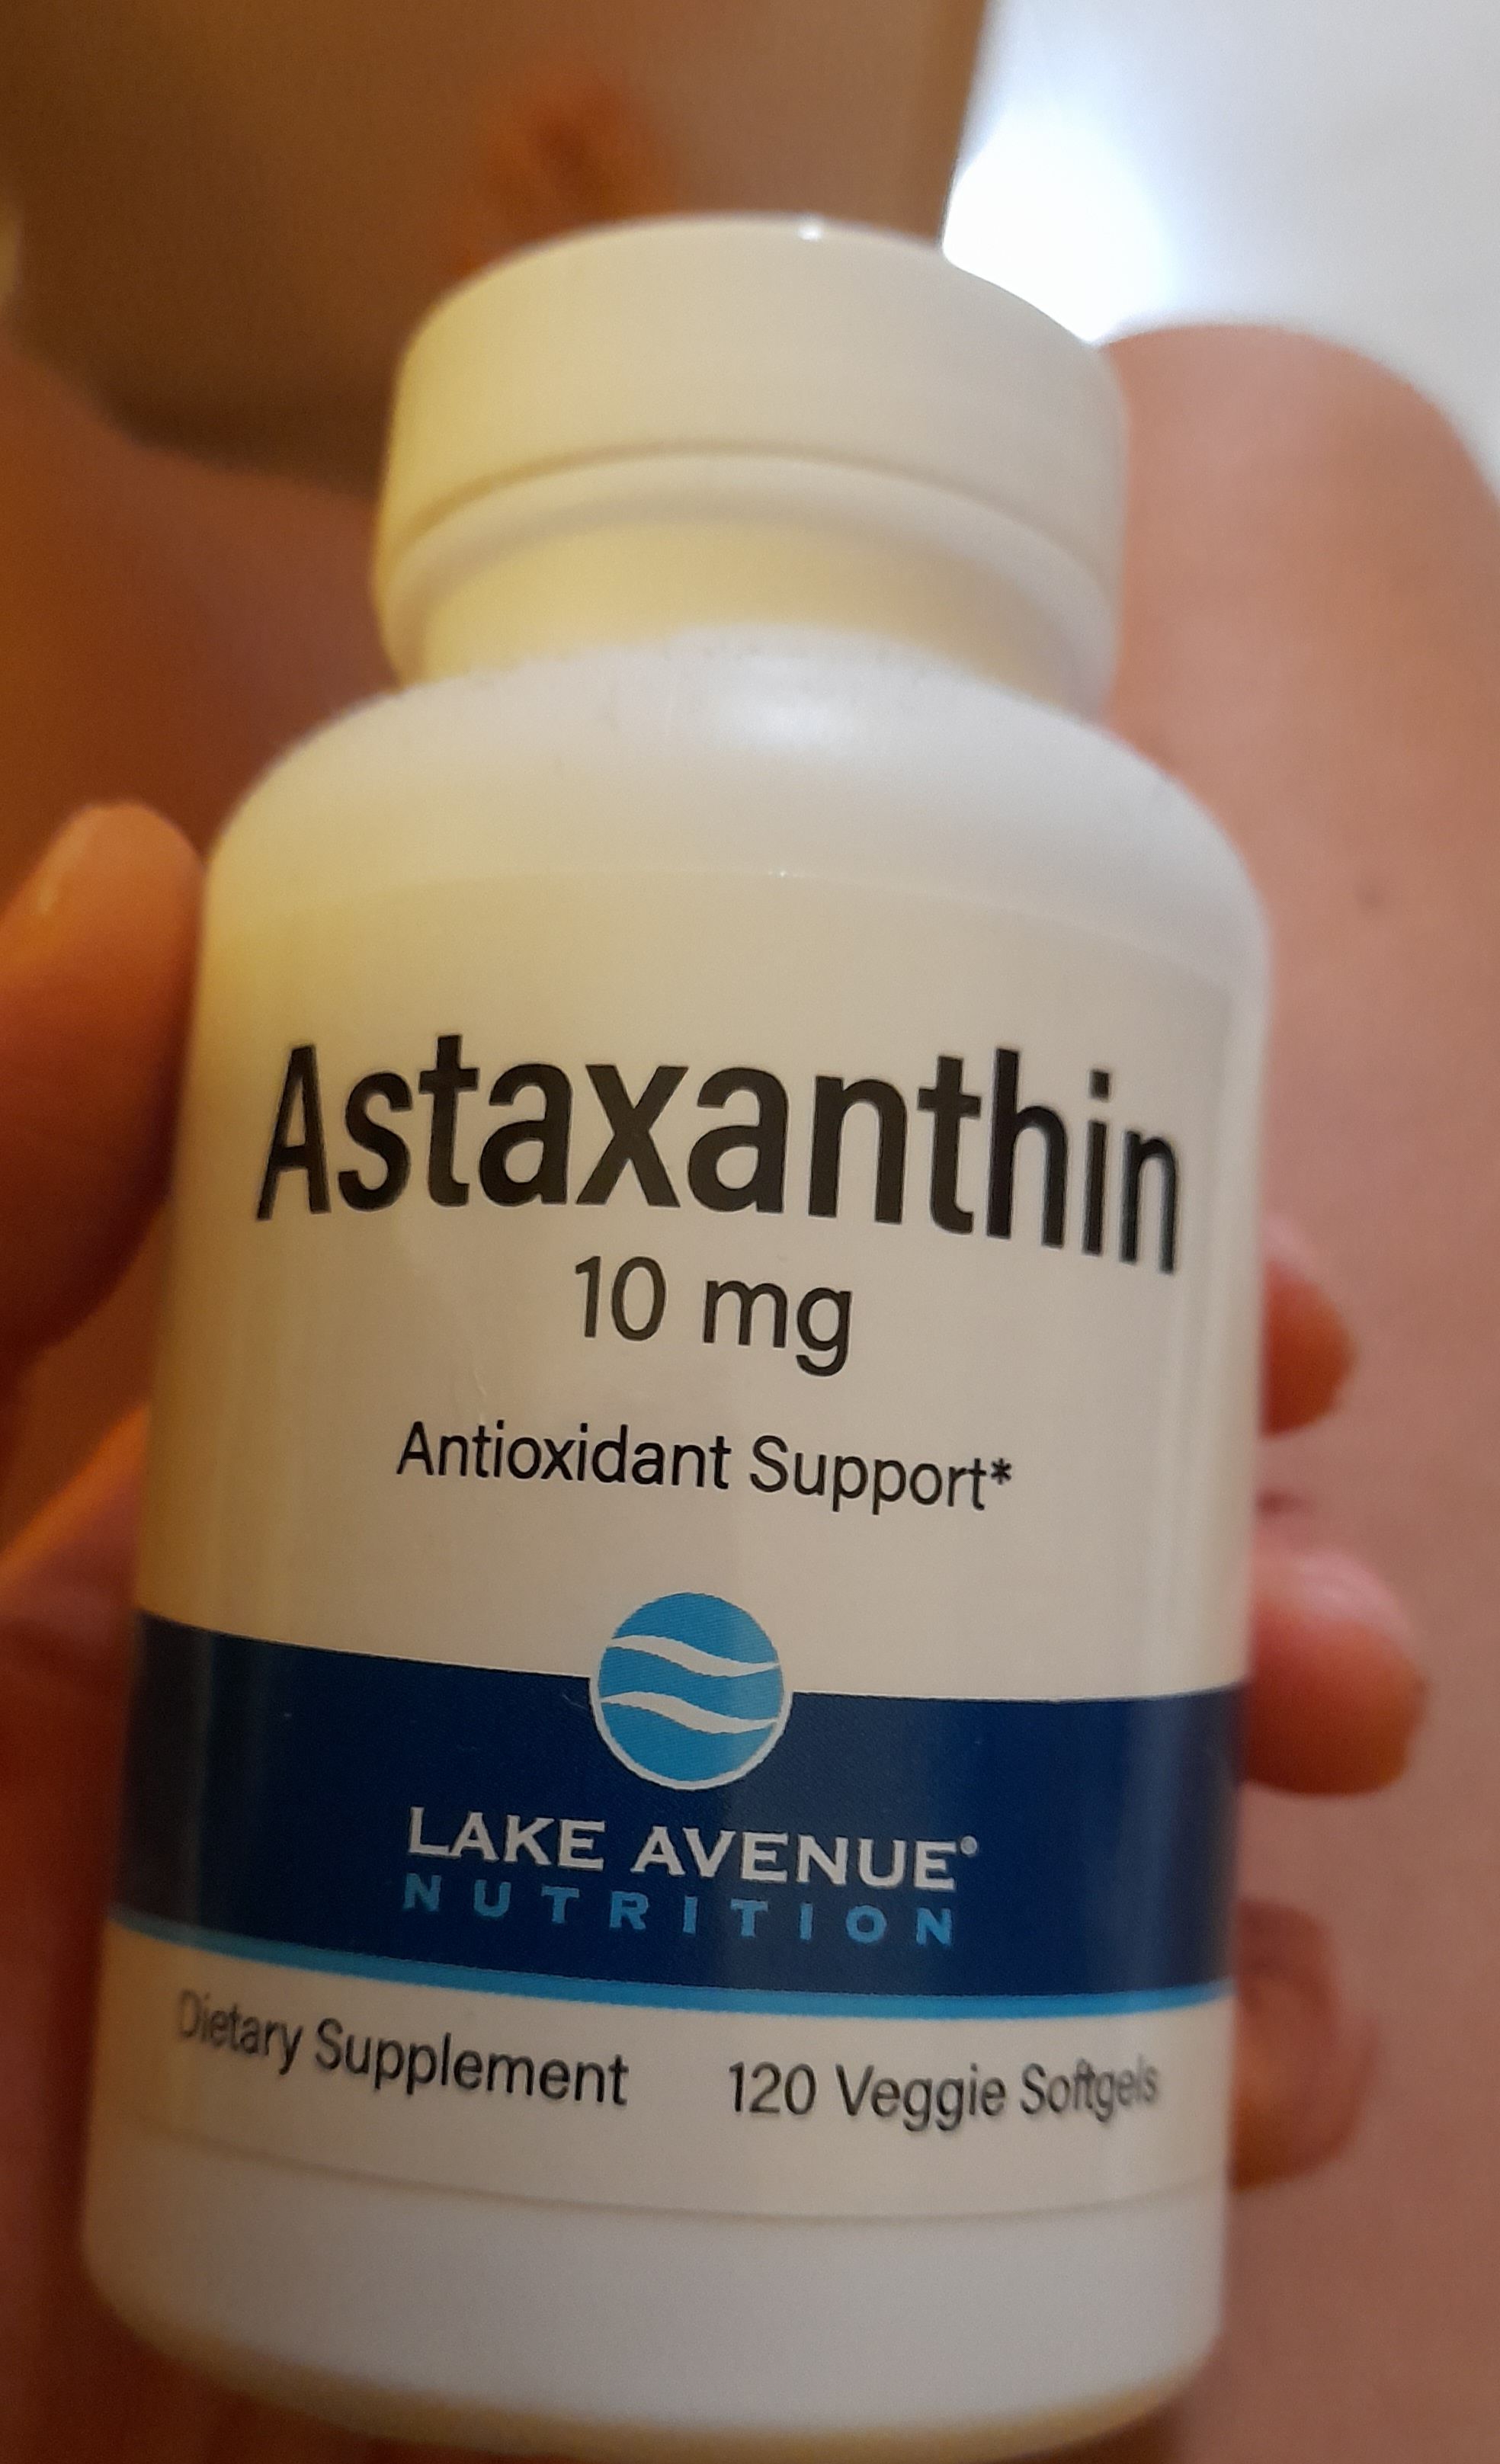 Astaxanthin
10 mg
Antioxidant Support*
LAKE AVENUE®
NUTRITION
Dietary Supplement 120 Veggie Softgels